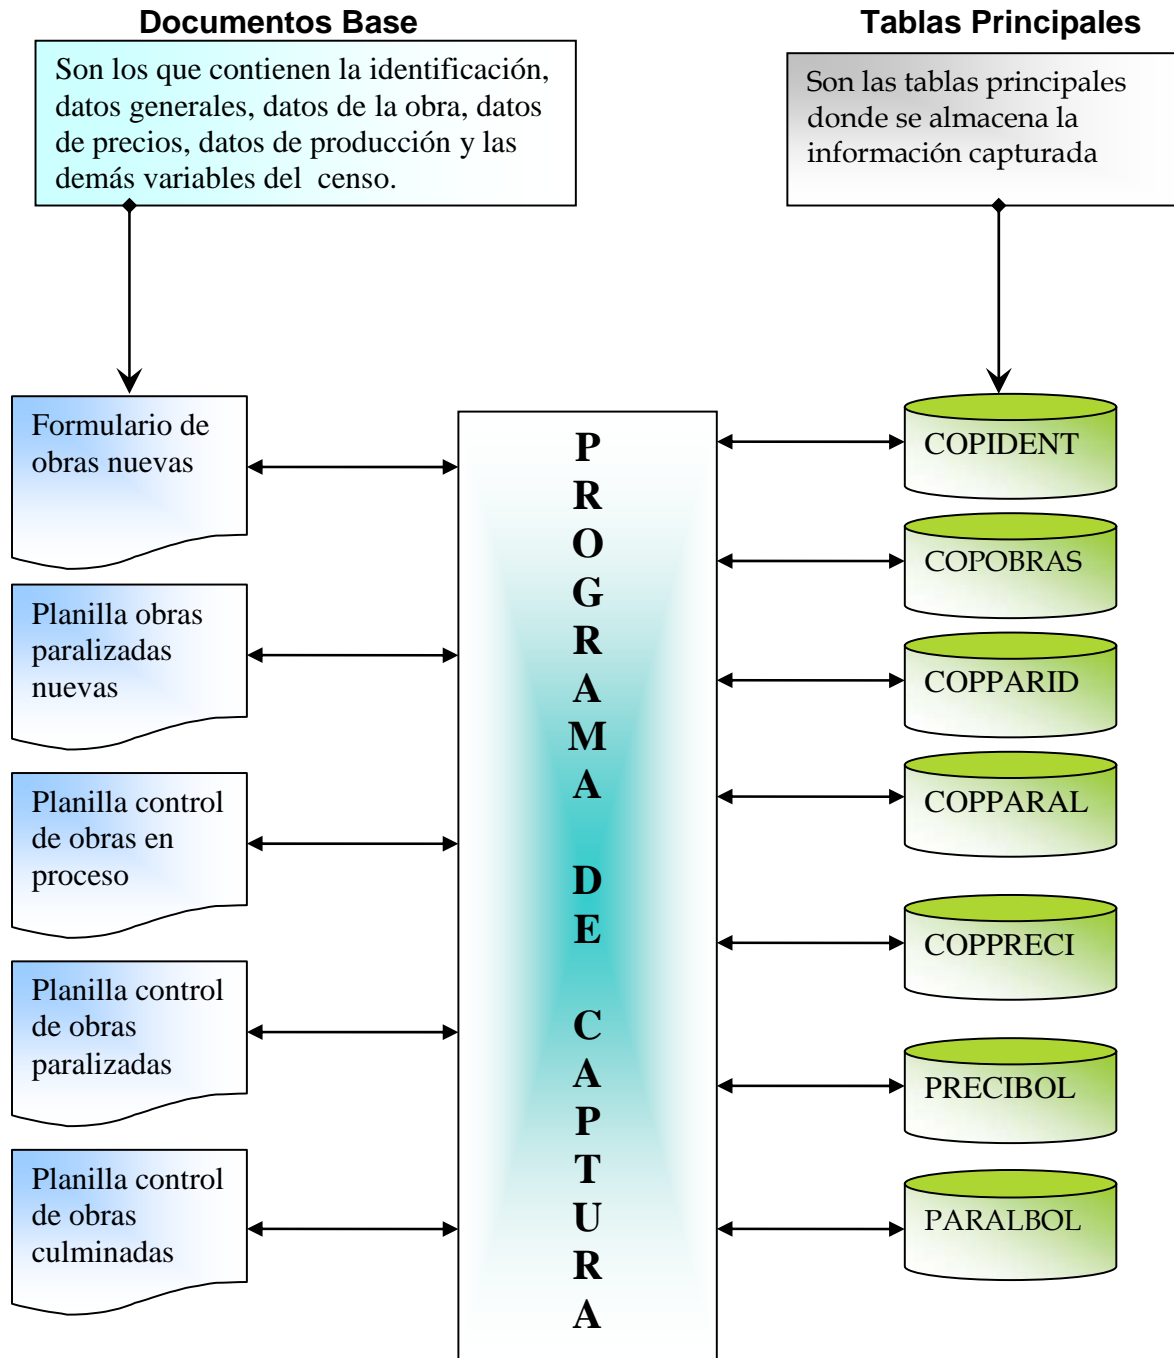 Documentos Base
Son los que contienen la identificación,
datos generales, datos de la obra, datos
de precios, datos de producción y las
demás variables del censo.
Tablas Principales
Son las tablas principales
donde se almacena la
información capturada
Formulario de
obras nuevas
Planilla obras
paralizadas
nuevas
Planilla control
de obras en
proceso
Planilla control
de obras
paralizadas
Planilla control
de obras
culminadas
PROGRAMA DE CAPTURA
COPIDENT
COPOBRAS
COPPARID
COPPARAL
COPPRECI
PRECIBOL
PARALBOL